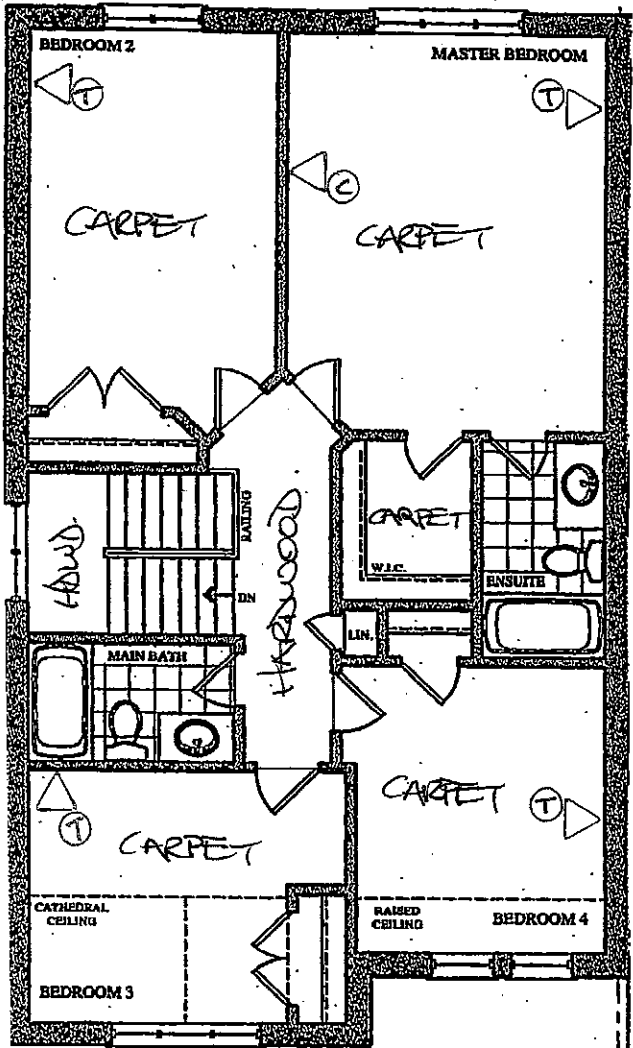 BEDROOM 2
MASTER BEDROOM
T
T
C
CARPET
CARPET
RAILING
HARDWOOD
CARPET
W.I.C.
ENSUITE
DN
LIN.
MAIN BATH
CARPET
T
T
CARPET
CATHEDRAL
CEILING
RAISED
CEILING
BEDROOM 4
BEDROOM 3